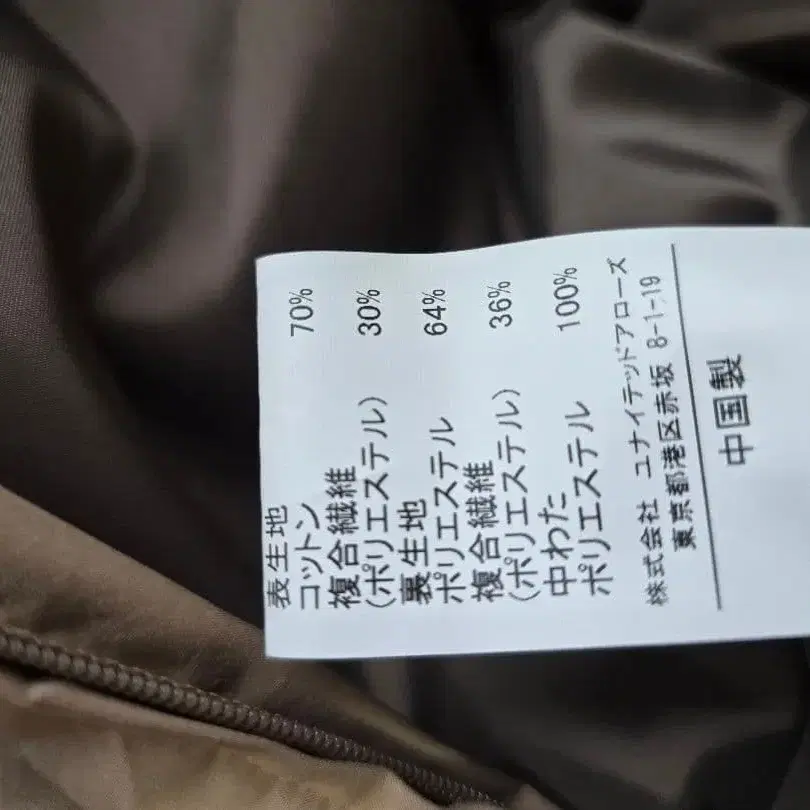 表生地
コットン 70%
複合繊維
(ポリエステル) 30%
裏生地
ポリエステル 64%
複合繊維
(ポリエステル) 36%
中わた
ポリエステル 100%
株式会社 ユナイテッドアローズ
東京都港区赤坂 8-1-19
中国製